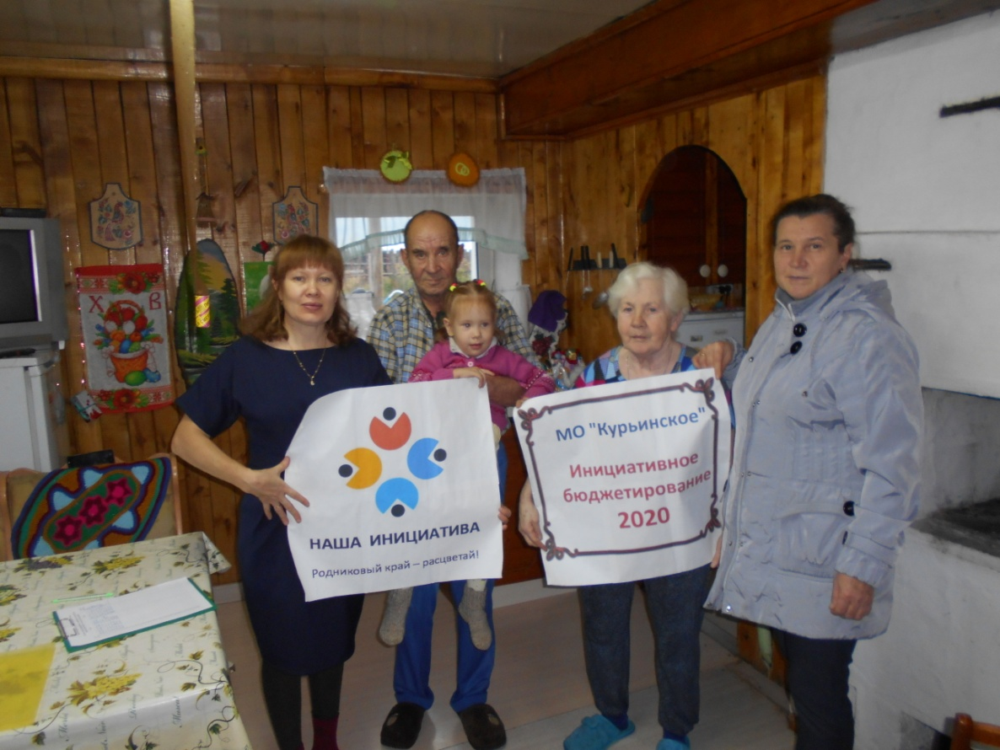 Х В
НАША ИНИЦИАТИВА
Родниковый край – расцветай!
МО "Курьинское"
Инициативное
бюджетирование
2020